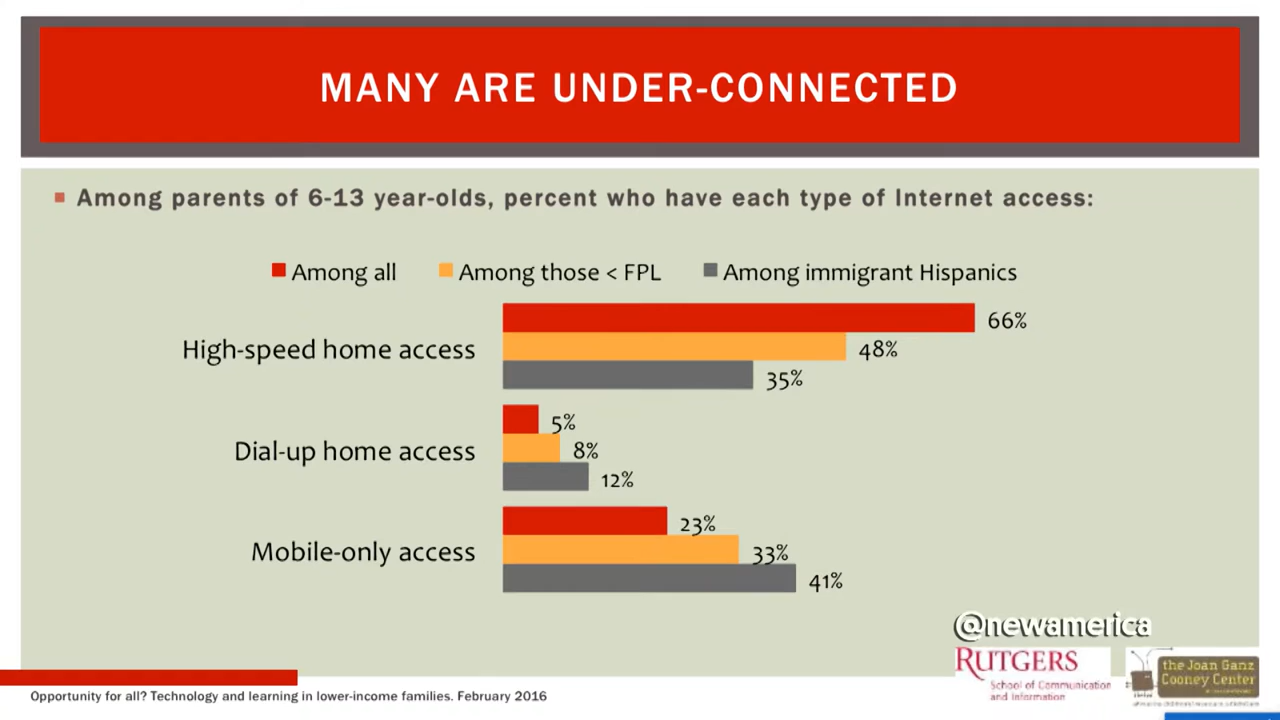 MANY ARE UNDER-CONNECTED
Among parents of 6-13 year-olds, percent who have each type of Internet access:
Among all Among those < FPL Among immigrant Hispanics
66%
High-speed home access 48%
35%
5%
Dial-up home access 8%
12%
23%
Mobile-only access 33%
41%
@newamerica
RUTGERS
School of Communication
and Information
the Joan Ganz
Cooney Center
Opportunity for all? Technology and learning in lower-income families. February 2016